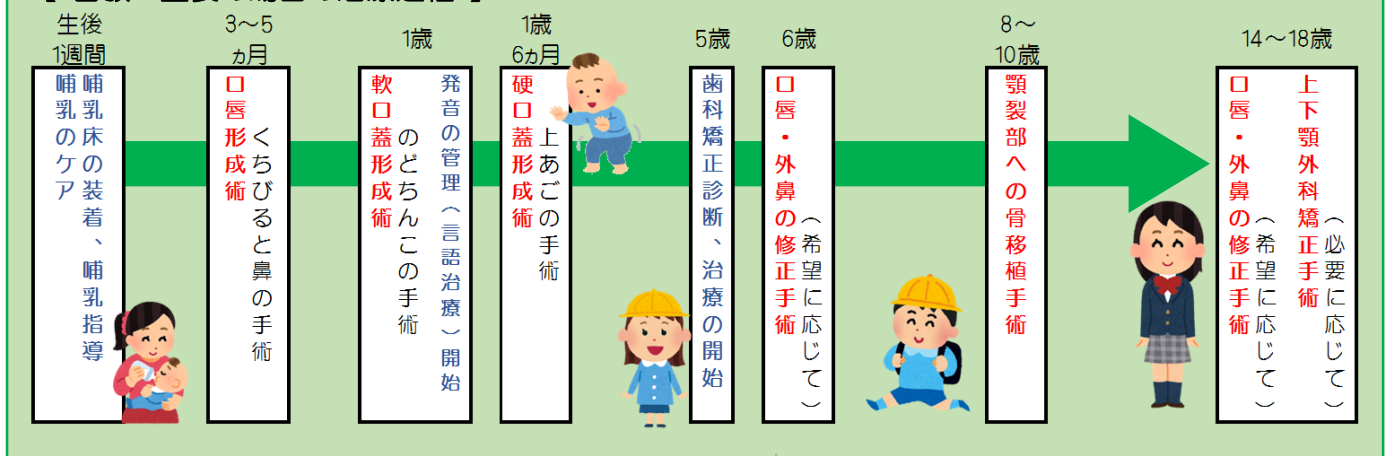 生後
1週間
哺乳床の装着、哺乳指導
哺乳のケア
3～5
ヵ月
口唇形成術
くちびると鼻の手術
1歳
発音の管理（言語治療）開始
軟口蓋形成術
のどちんこの手術
1歳
6ヵ月
硬口蓋形成術
上あごの手術
5歳
歯科矯正診断、治療の開始
6歳
口唇・外鼻の修正手術
（希望に応じて）
8～
10歳
顎裂部への骨移植手術
14～18歳
上下顎外科矯正手術
（必要に応じて）
口唇・外鼻の修正手術
（希望に応じて）